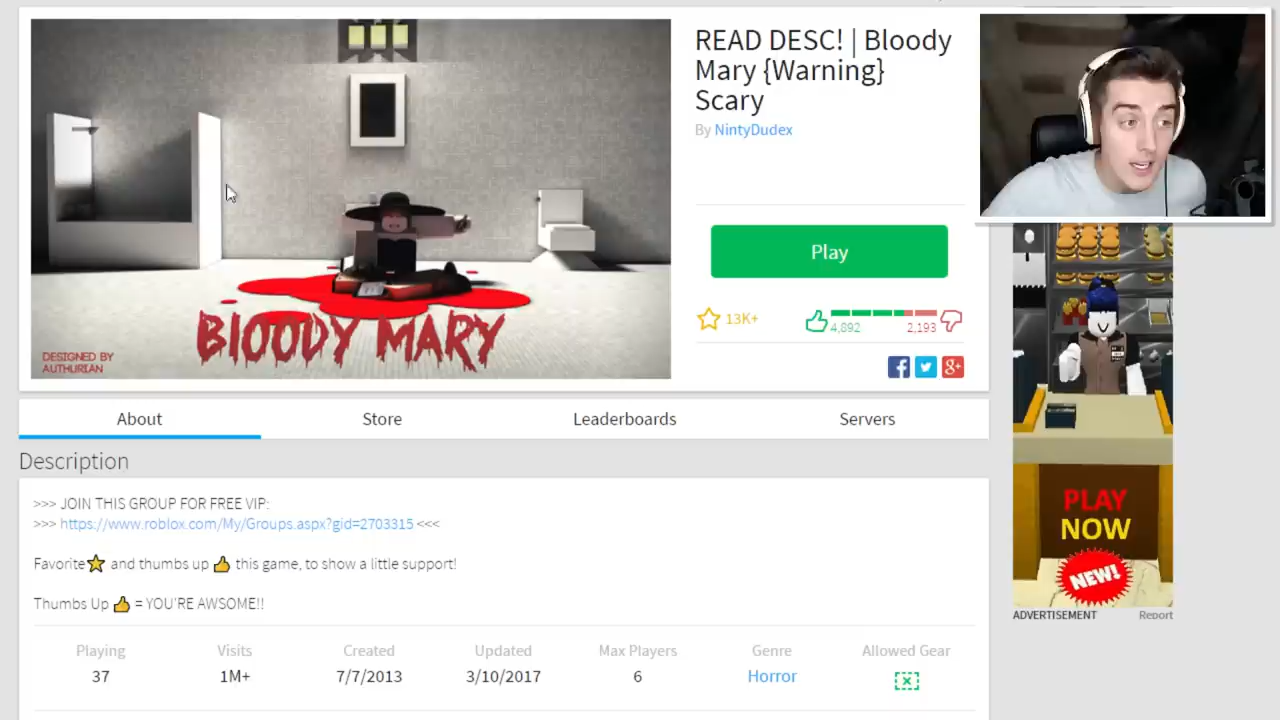 READ DESC! | Bloody
Mary {Warning}
Scary
By NintyDudex
BLOODY MARY
DESIGNED BY
AUTHURIAN
Play
13K+
4,892
2,193
About
Store
Leaderboards
Servers
Description
>>> JOIN THIS GROUP FOR FREE VIP:
>>> https://www.roblox.com/My/Groups.aspx?gid=2703315 <<<
Favorite⭐ and thumbs up 👍 this game, to show a little support!
Thumbs Up 👍 = YOU'RE AWSOME!!
Playing
Visits
Created
Updated
Max Players
Genre
Allowed Gear
37
1M+
7/7/2013
3/10/2017
6
Horror
PLAY
NOW
NEW!
ADVERTISEMENT
Report